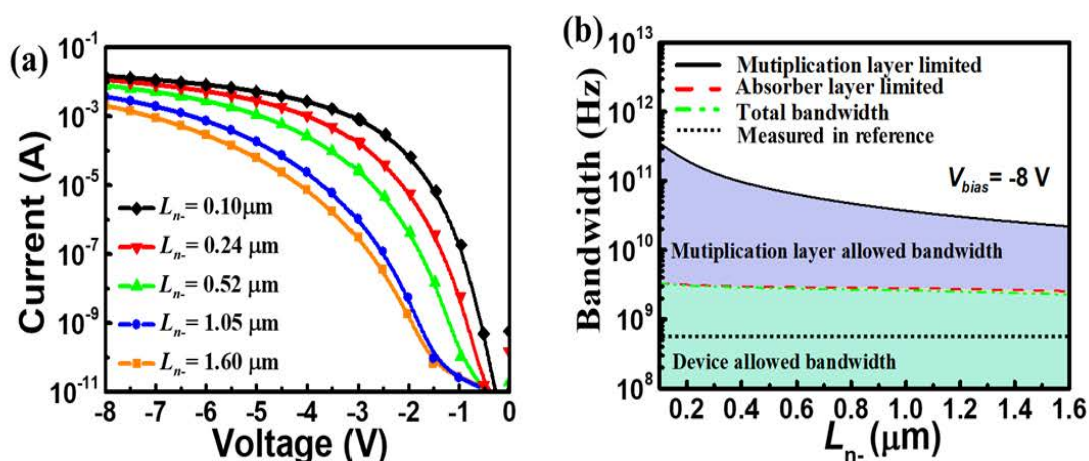 (a)
Current (A)
10^-1
10^-3
10^-5
10^-7
10^-9
10^-11
L_n- = 0.10μm
L_n- = 0.24 μm
L_n- = 0.52 μm
L_n- = 1.05 μm
L_n- = 1.60 μm
-8 -7 -6 -5 -4 -3 -2 -1 0
Voltage (V)
(b)
Bandwidth (Hz)
10^13
10^12
10^11
10^10
10^9
10^8
Mutiplication layer limited
Absorber layer limited
Total bandwidth
Measured in reference
V_bias = -8 V
Mutiplication layer allowed bandwidth
Device allowed bandwidth
0.2 0.4 0.6 0.8 1.0 1.2 1.4 1.6
L_n- (μm)